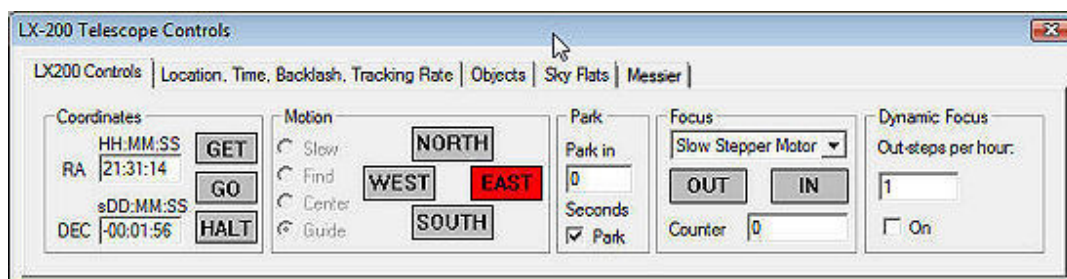 LX-200 Telescope Controls
LX200 Controls Location, Time, Backlash, Tracking Rate Objects Sky Flats Messier
Coordinates
HH:MM:SS
RA 21:31:14
sDD:MM:SS
DEC -00:01:56
GET
GO
HALT
Motion
Slew
Find
Center
Guide
NORTH
WEST EAST
SOUTH
Park
Park in
0
Seconds
Park
Focus
Slow Stepper Motor
OUT IN
Counter 0
Dynamic Focus
Out-steps per hour:
1
On